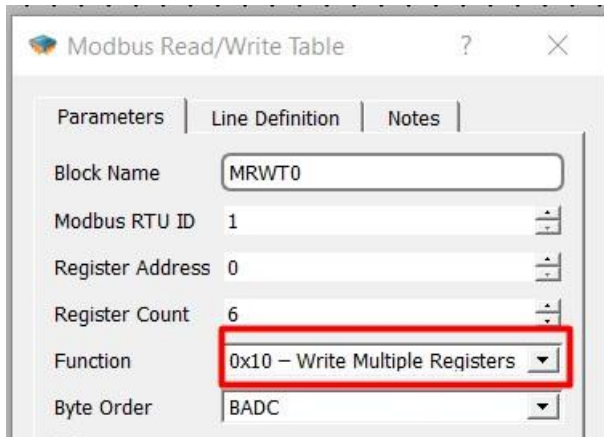 Modbus Read/Write Table ? ×
Parameters Line Definition Notes
Block Name MRWT0
Modbus RTU ID 1
Register Address 0
Register Count 6
Function 0x10 – Write Multiple Registers
Byte Order BADC